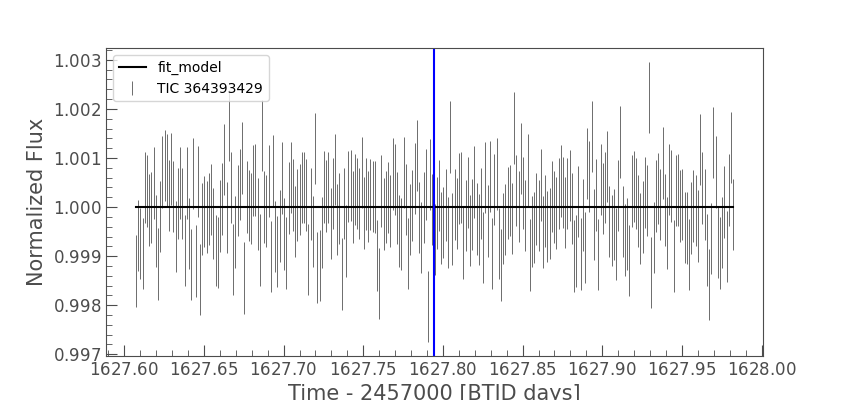 1.003
1.002
1.001
1.000
0.999
0.998
0.997
Normalized Flux
fit_model
TIC 364393429
1627.60 1627.65 1627.70 1627.75 1627.80 1627.85 1627.90 1627.95 1628.00
Time - 2457000 [BTJD days]